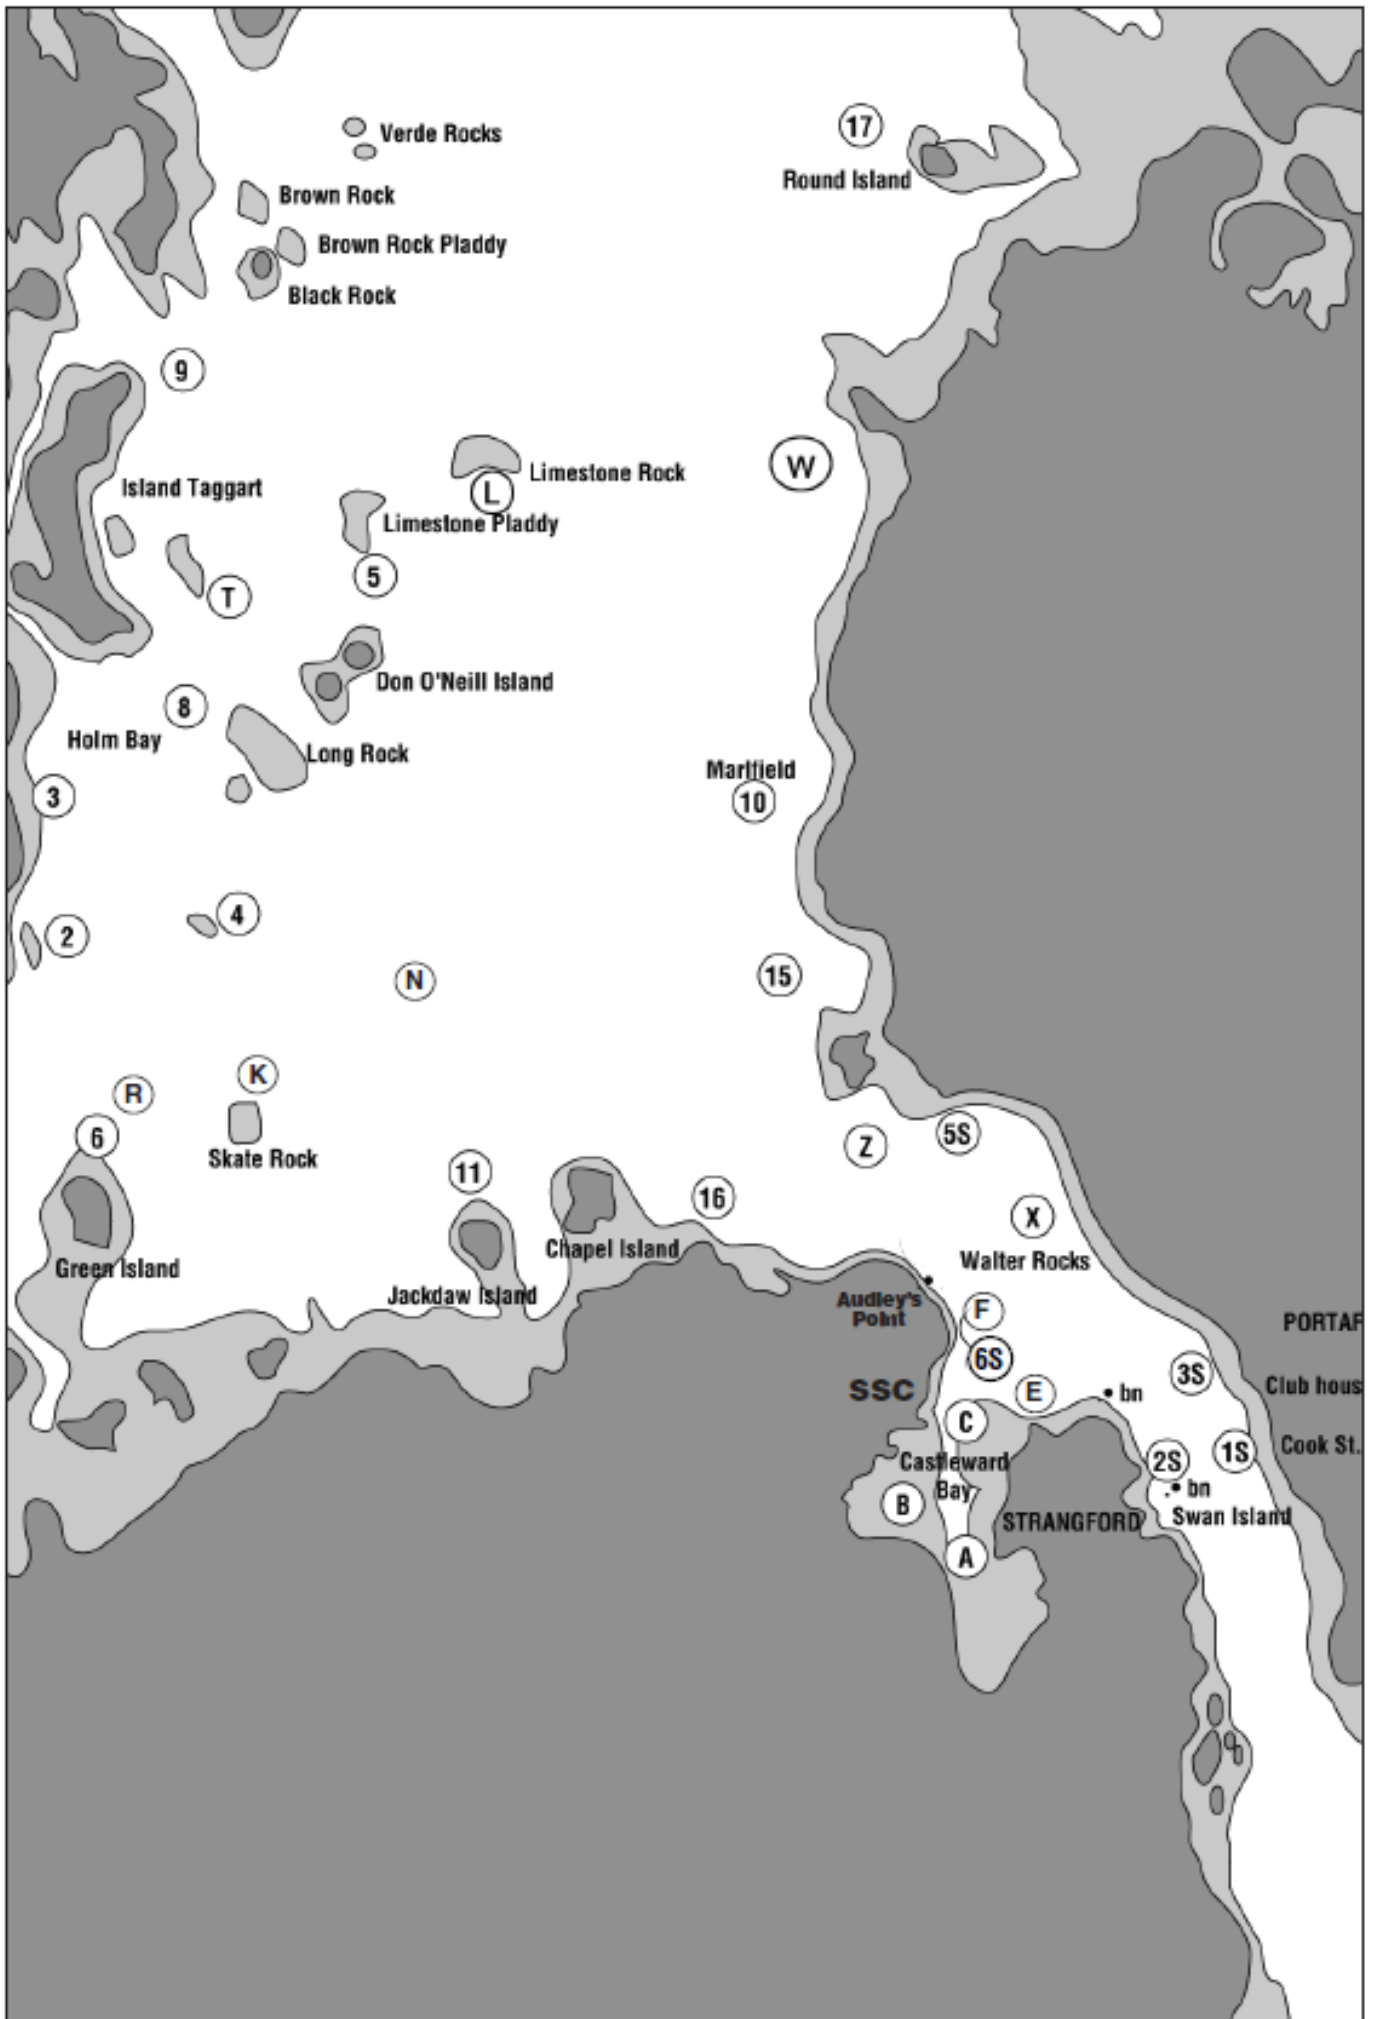 17
Verde Rocks
Round Island
Brown Rock
Brown Rock Pladdy
Black Rock
9
W
Limestone Rock
Island Taggart
L
Limestone Pladdy
5
T
Don O'Neill Island
8
Holm Bay
Long Rock
Marlfield
10
3
4
2
15
N
K
R
6
5S
Z
Skate Rock
11
16
X
Chapel Island
Walter Rocks
Green Island
Jackdaw Island
Audley's
Point
F
PORTAF
6S
3S
SSC
E
bn
Club hous
C
Cook St.
1S
Castleward
2S
Bay
bn
B
Swan Island
STRANGFORD
A